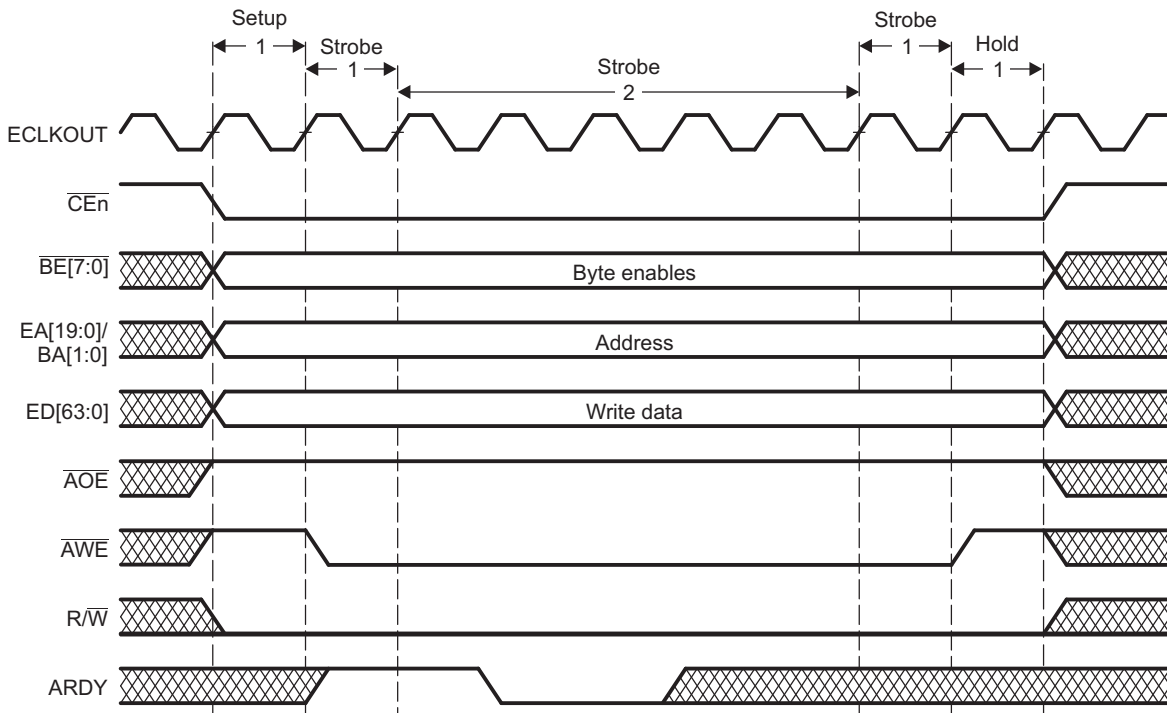 Setup
1
Strobe
1
Strobe
2
Strobe
1
Hold
1
ECLKOUT
CEn
BE[7:0]
Byte enables
EA[19:0]/
BA[1:0]
Address
ED[63:0]
Write data
AOE
AWE
R/W
ARDY